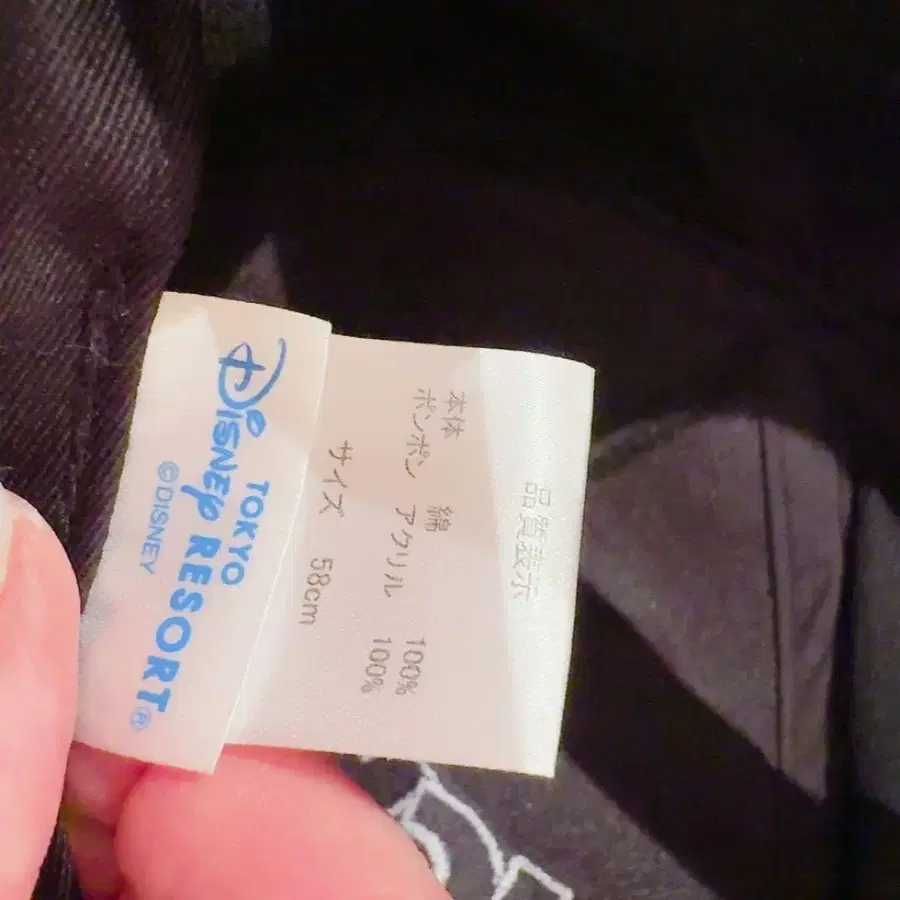 TOKYO
DISNEY RESORT®
©DISNEY
品質表示
本体 綿 100%
ポンポン アクリル 100%
サイズ 58cm